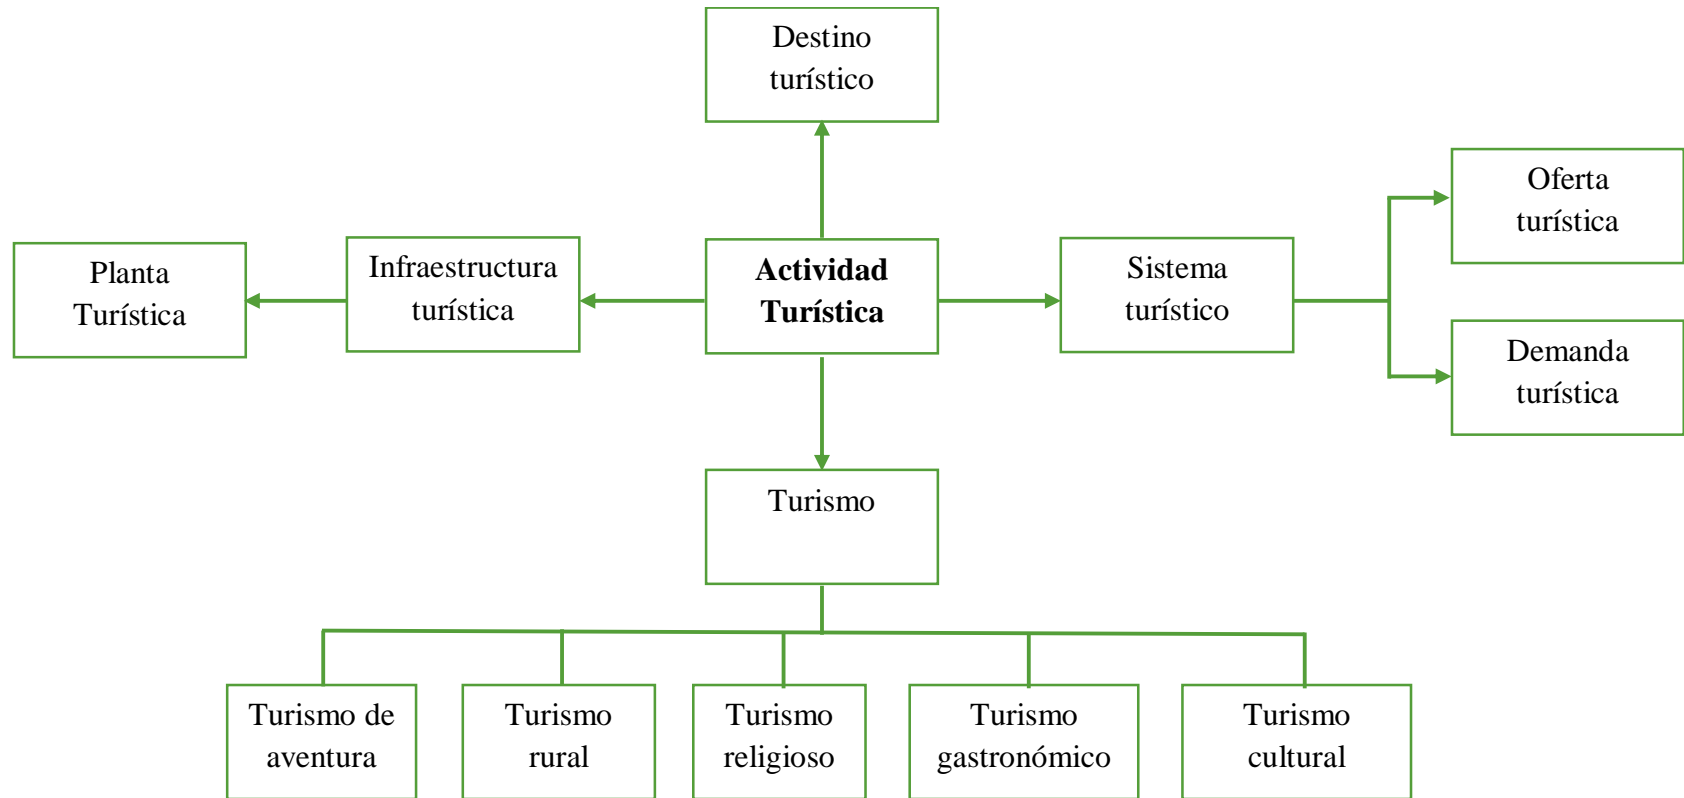 Destino
turístico
Oferta
turística
Planta
Turística
Infraestructura
turística
Actividad
Turística
Sistema
turístico
Demanda
turística
Turismo
Turismo de
aventura
Turismo
rural
Turismo
religioso
Turismo
gastronómico
Turismo
cultural